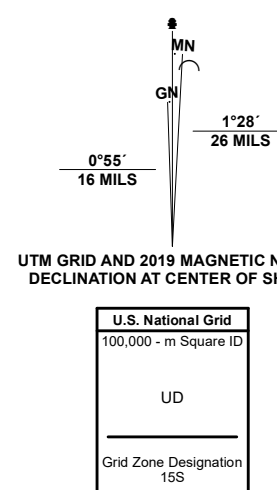 MN
GN
1°28´
26 MILS
0°55´
16 MILS
UTM GRID AND 2019 MAGNETIC
DECLINATION AT CENTER OF
U.S. National Grid
100,000 - m Square ID
UD
Grid Zone Designation
15S